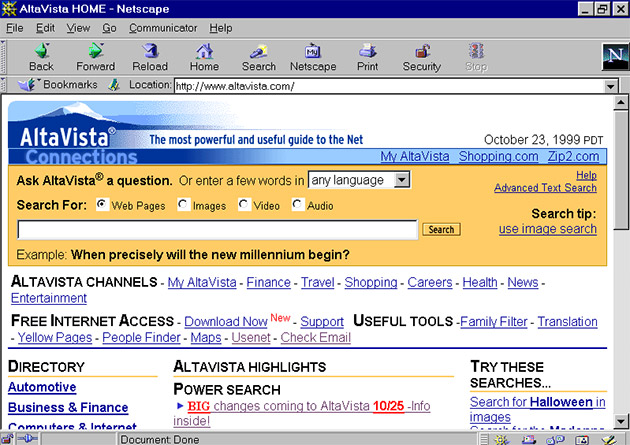 AltaVista HOME - Netscape
File Edit View Go Communicator Help
Back Forward Reload Home Search Netscape Print Security Stop
Bookmarks Location: http://www.altavista.com/
AltaVista® The most powerful and useful guide to the Net October 23, 1999 PDT
Connections My AltaVista Shopping.com Zip2.com
Ask AltaVista® a question. Or enter a few words in any language Help
Advanced Text Search
Search For: Web Pages Images Video Audio
Search tip:
Search use image search
Example: When precisely will the new millennium begin?
ALTAVISTA CHANNELS - My AltaVista - Finance - Travel - Shopping - Careers - Health - News -
Entertainment
FREE INTERNET ACCESS - Download Now New - Support USEFUL TOOLS -Family Filter - Translation
- Yellow Pages - People Finder - Maps - Usenet - Check Email
DIRECTORY ALTAVISTA HIGHLIGHTS TRY THESE
SEARCHES...
Automotive POWER SEARCH
Business & Finance BIG changes coming to AltaVista 10/25 -Info
inside!
Search for Halloween in
images
Computers & Internet
Search for the Madonna
Document: Done